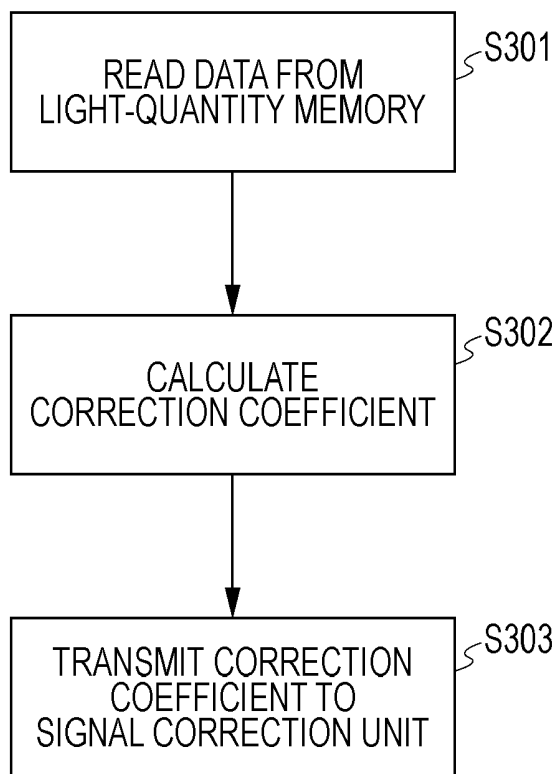 S301
READ DATA FROM
LIGHT-QUANTITY MEMORY
S302
CALCULATE
CORRECTION COEFFICIENT
S303
TRANSMIT CORRECTION
COEFFICIENT TO
SIGNAL CORRECTION UNIT